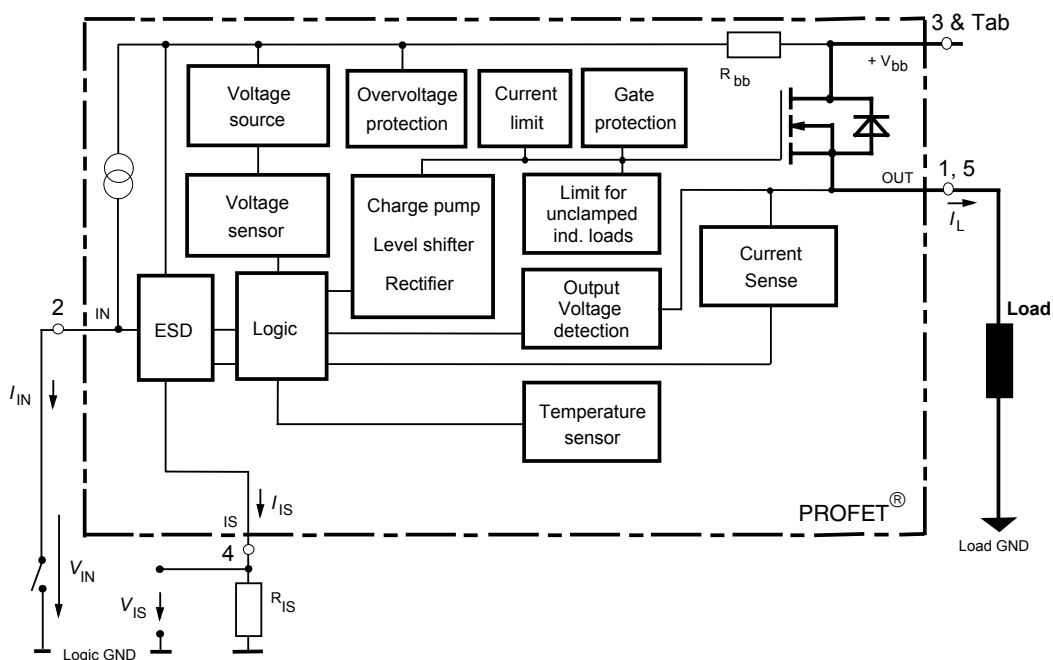 3 & Tab
R bb
+ V bb
Voltage
source
Overvoltage
protection
Current
limit
Gate
protection
OUT
1, 5
I L
Voltage
sensor
Charge pump
Level shifter
Rectifier
Limit for
unclamped
ind. loads
Current
Sense
2
IN
ESD
Logic
Output
Voltage
detection
Load
I IN
Temperature
sensor
I IS
IS
PROFET®
4
Load GND
V IN
V IS
R IS
Logic GND